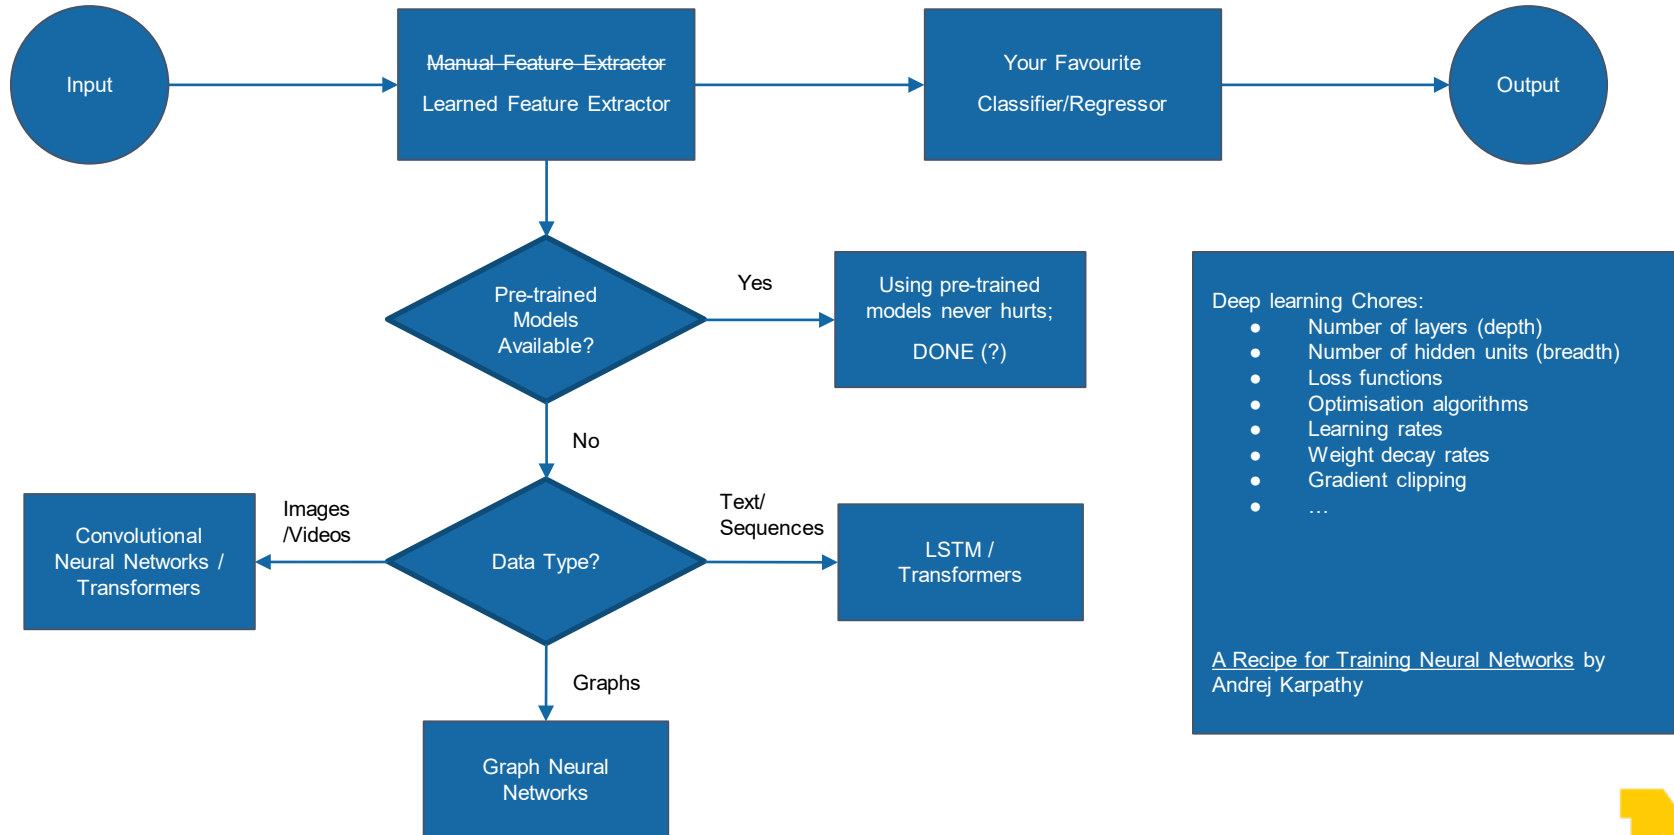 Input
Manual Feature Extractor
Learned Feature Extractor
Your Favourite
Classifier/Regressor
Output
Pre-trained
Models
Available?
Yes
Using pre-trained
models never hurts;
DONE (?)
No
Data Type?
Images
/Videos
Convolutional
Neural Networks /
Transformers
Text/
Sequences
LSTM /
Transformers
Graphs
Graph Neural
Networks
Deep learning Chores:
● Number of layers (depth)
● Number of hidden units (breadth)
● Loss functions
● Optimisation algorithms
● Learning rates
● Weight decay rates
● Gradient clipping
● …
A Recipe for Training Neural Networks by
Andrej Karpathy